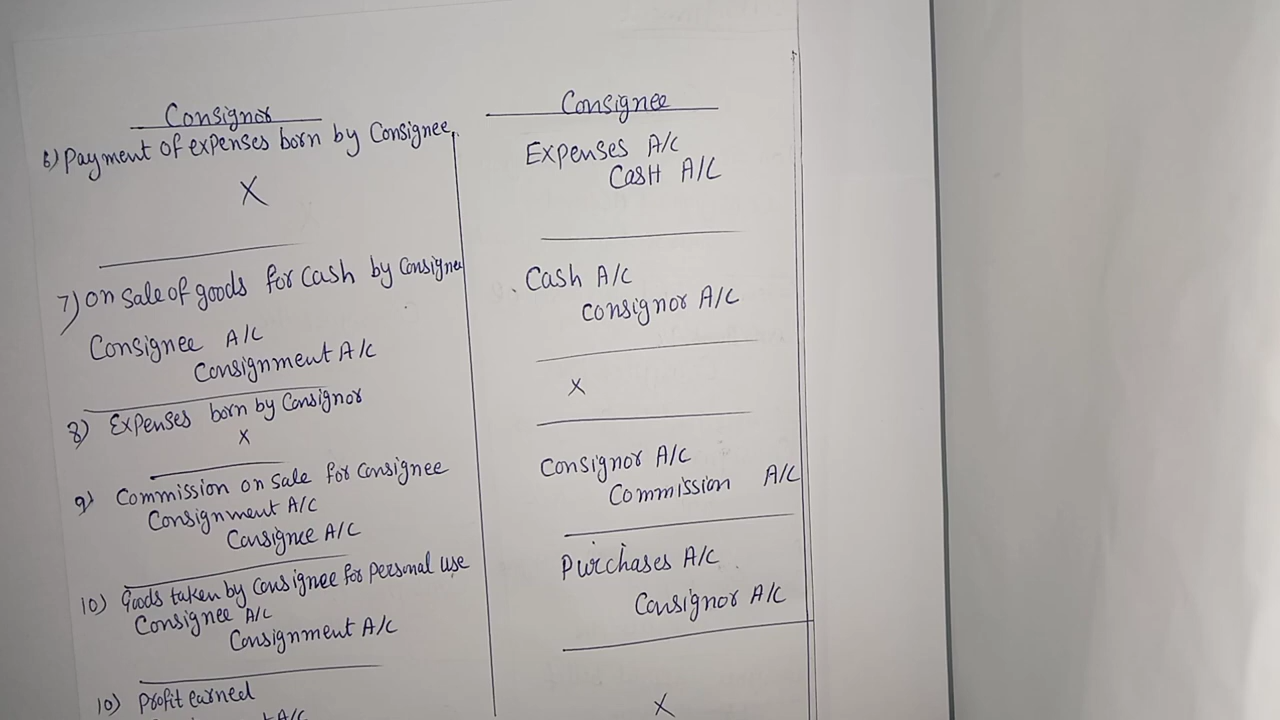 Consignor
6) Payment of expenses born by Consignee
X
7) On Sale of goods for Cash by Consignee
Consignee A/C
Consignment A/C
8) Expenses born by Consignor
X
9) Commission on Sale for Consignee
Consignment A/C
Consignee A/C
10) Goods taken by Consignee for personal use
Consignee A/C
Consignment A/C
10) Profit earned
Consignee
Expenses A/C
Cash A/C
Cash A/C
Consignor A/C
X
Consignor A/C
Commission A/C
Purchases A/C
Consignor A/C
X